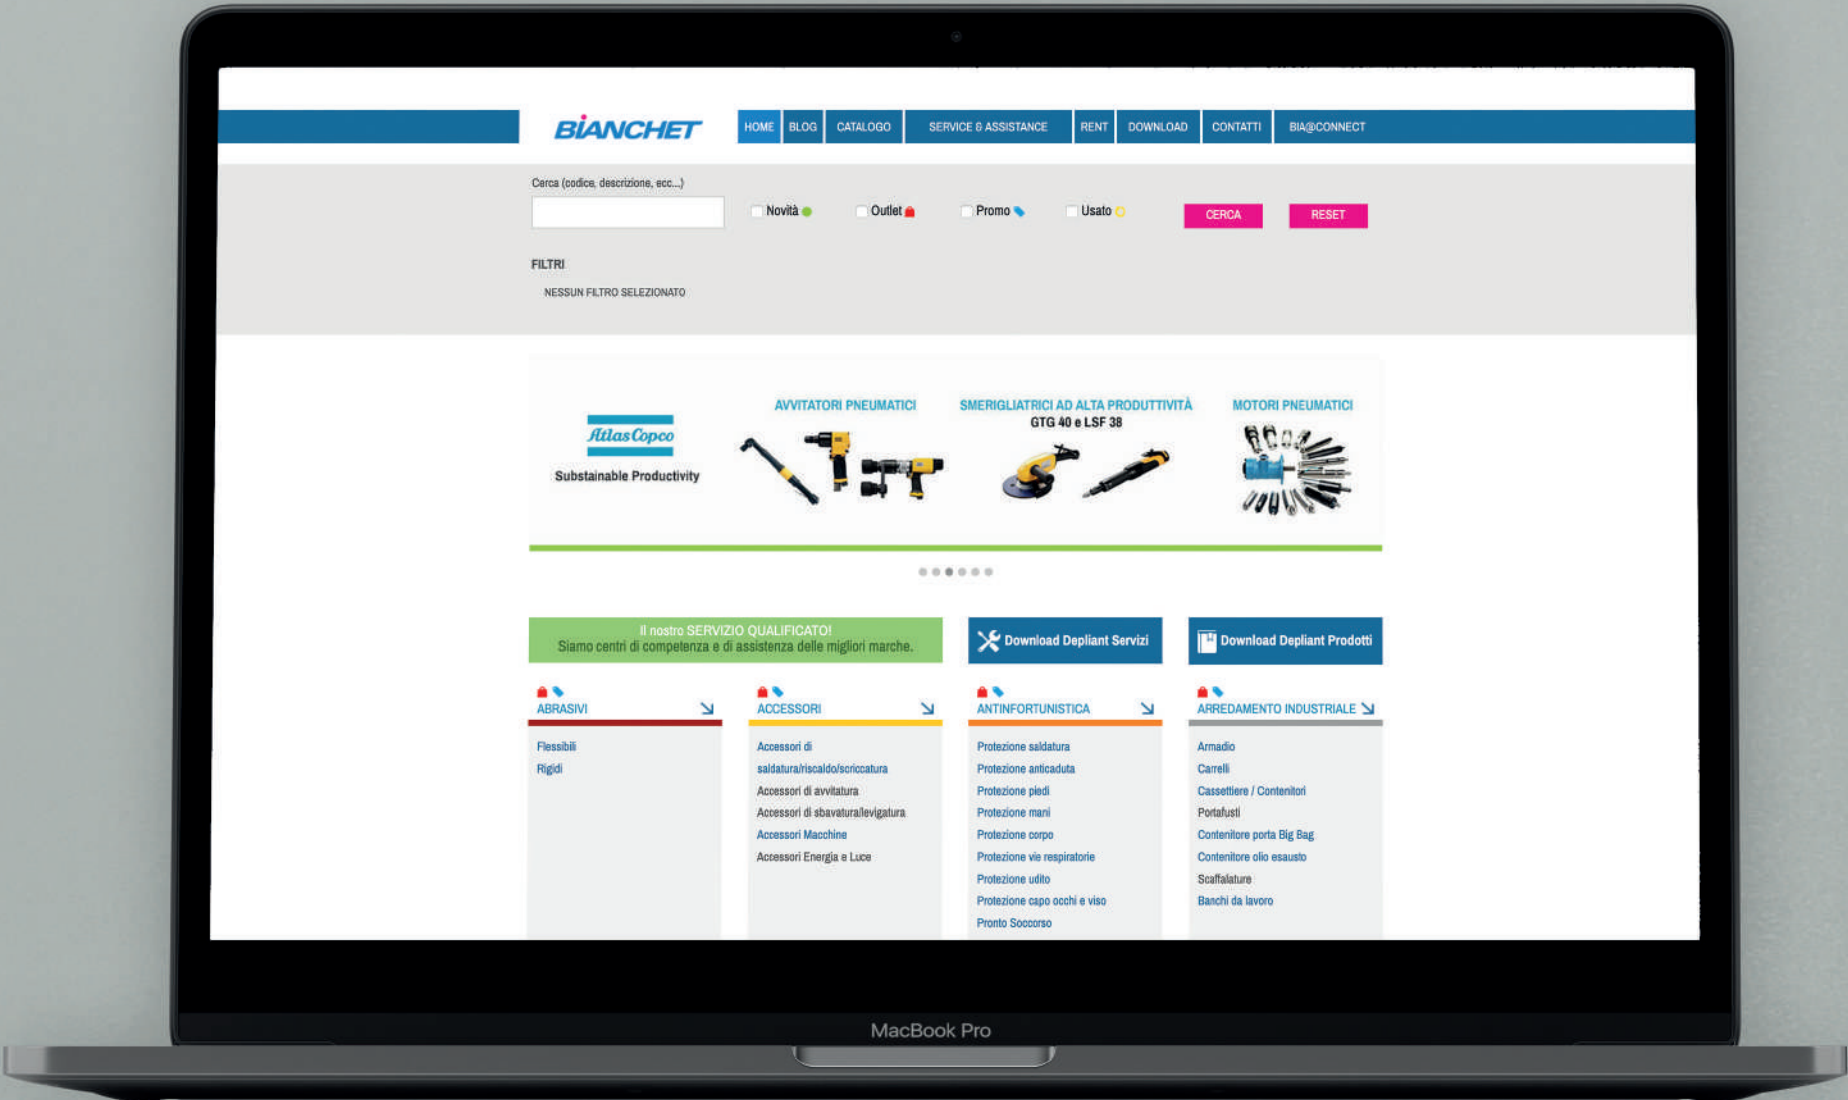 BIANCHET
HOME BLOG CATALOGO SERVICE & ASSISTANCE RENT DOWNLOAD CONTATTI BIA@CONNECT
Cerca (codice, descrizione, ecc...)
Novità Outlet Promo Usato CERCA RESET
FILTRI
NESSUN FILTRO SELEZIONATO
Atlas Copco
Substainable Productivity
AVVITATORI PNEUMATICI
SMERIGLIATRICI AD ALTA PRODUTTIVITÀ
GTG 40 e LSF 38
MOTORI PNEUMATICI
Il nostro SERVIZIO QUALIFICATO!
Siamo centri di competenza e di assistenza delle migliori marche.
Download Depliant Servizi
Download Depliant Prodotti
ABRASIVI
Flessibili
Rigidi
ACCESSORI
Accessori di
saldatura/riscaldo/scriccatura
Accessori di avvitatura
Accessori di sbavatura/levigatura
Accessori Macchine
Accessori Energia e Luce
ANTINFORTUNISTICA
Protezione saldatura
Protezione anticaduta
Protezione piedi
Protezione mani
Protezione corpo
Protezione vie respiratorie
Protezione udito
Protezione capo occhi e viso
Pronto Soccorso
ARREDAMENTO INDUSTRIALE
Armadio
Carrelli
Cassettiere / Contenitori
Portafusti
Contenitore porta Big Bag
Contenitore olio esausto
Scaffalature
Banchi da lavoro
MacBook Pro